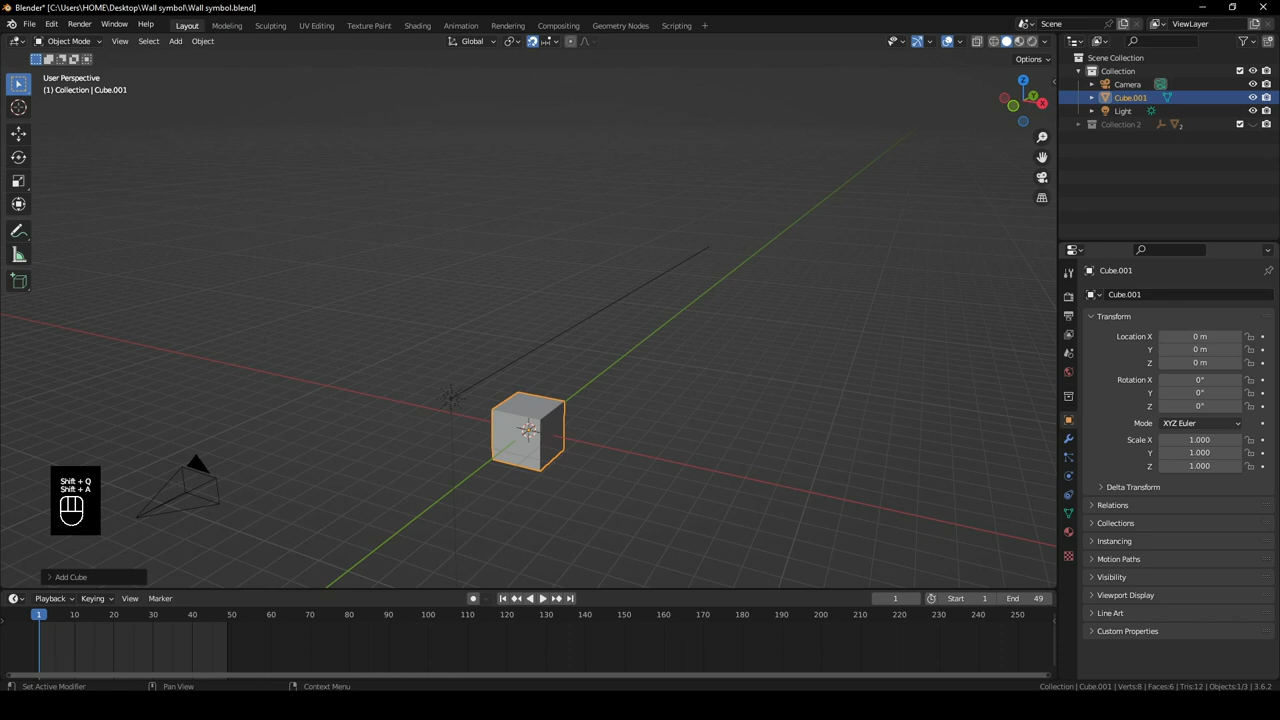 Blender* [C:\Users\HOME\Desktop\Wall symbol\Wall symbol.blend]
File Edit Render Window Help Layout Modeling Sculpting UV Editing Texture Paint Shading Animation Rendering Compositing Geometry Nodes Scripting + Scene ViewLayer
Object Mode View Select Add Object Global
Options
User Perspective
(1) Collection | Cube.001
Z
Y
X
Scene Collection
Collection
Camera
Cube.001
Light
Collection 2 2
Cube.001
Cube.001
Transform
Location X 0 m
Y 0 m
Z 0 m
Rotation X 0°
Y 0°
Z 0°
Mode XYZ Euler
Scale X 1.000
Y 1.000
Z 1.000
Delta Transform
Relations
Collections
Instancing
Motion Paths
Visibility
Viewport Display
Line Art
Custom Properties
Shift + Q
Shift + A
Add Cube
Playback Keying View Marker 1 Start 1 End 49
1 10 20 30 40 50 60 70 80 90 100 110 120 130 140 150 160 170 180 190 200 210 220 230 240 250
Set Active Modifier Pan View Context Menu Collection | Cube.001 | Verts:8 | Faces:6 | Tris:12 | Objects:1/3 | 3.6.2